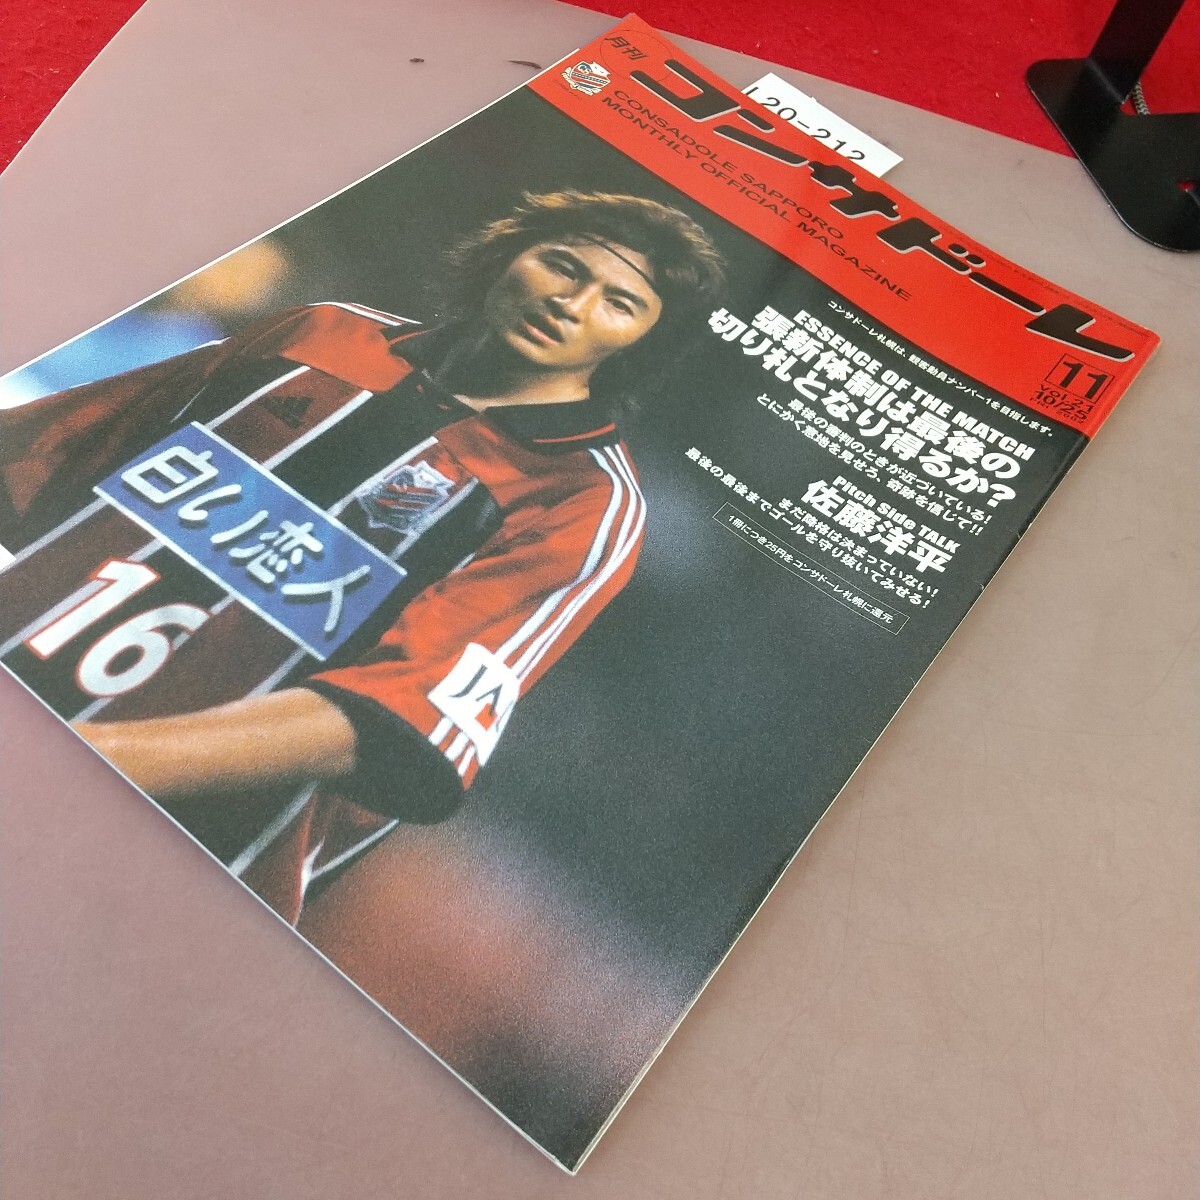 月刊
コンサドーレ
CONSADOLE SAPPORO
MONTHLY OFFICIAL MAGAZINE
L20-212
11
VOL.21
10/25
コンサドーレ札幌は、観客動員ナンバー1を目指します。
ESSENCE OF THE MATCH
張新体制は最後の
切り札となり得るか?
最後の審判のときが近づいている!
とにかく意地を見せろ、奇跡を信じて!!
Pitch Side TALK
佐藤洋平
まだ降格は決まっていない!
最後の最後までゴールを守り抜いてみせる!
1冊につき25円をコンサドーレ札幌に還元
白い恋人
16
JA